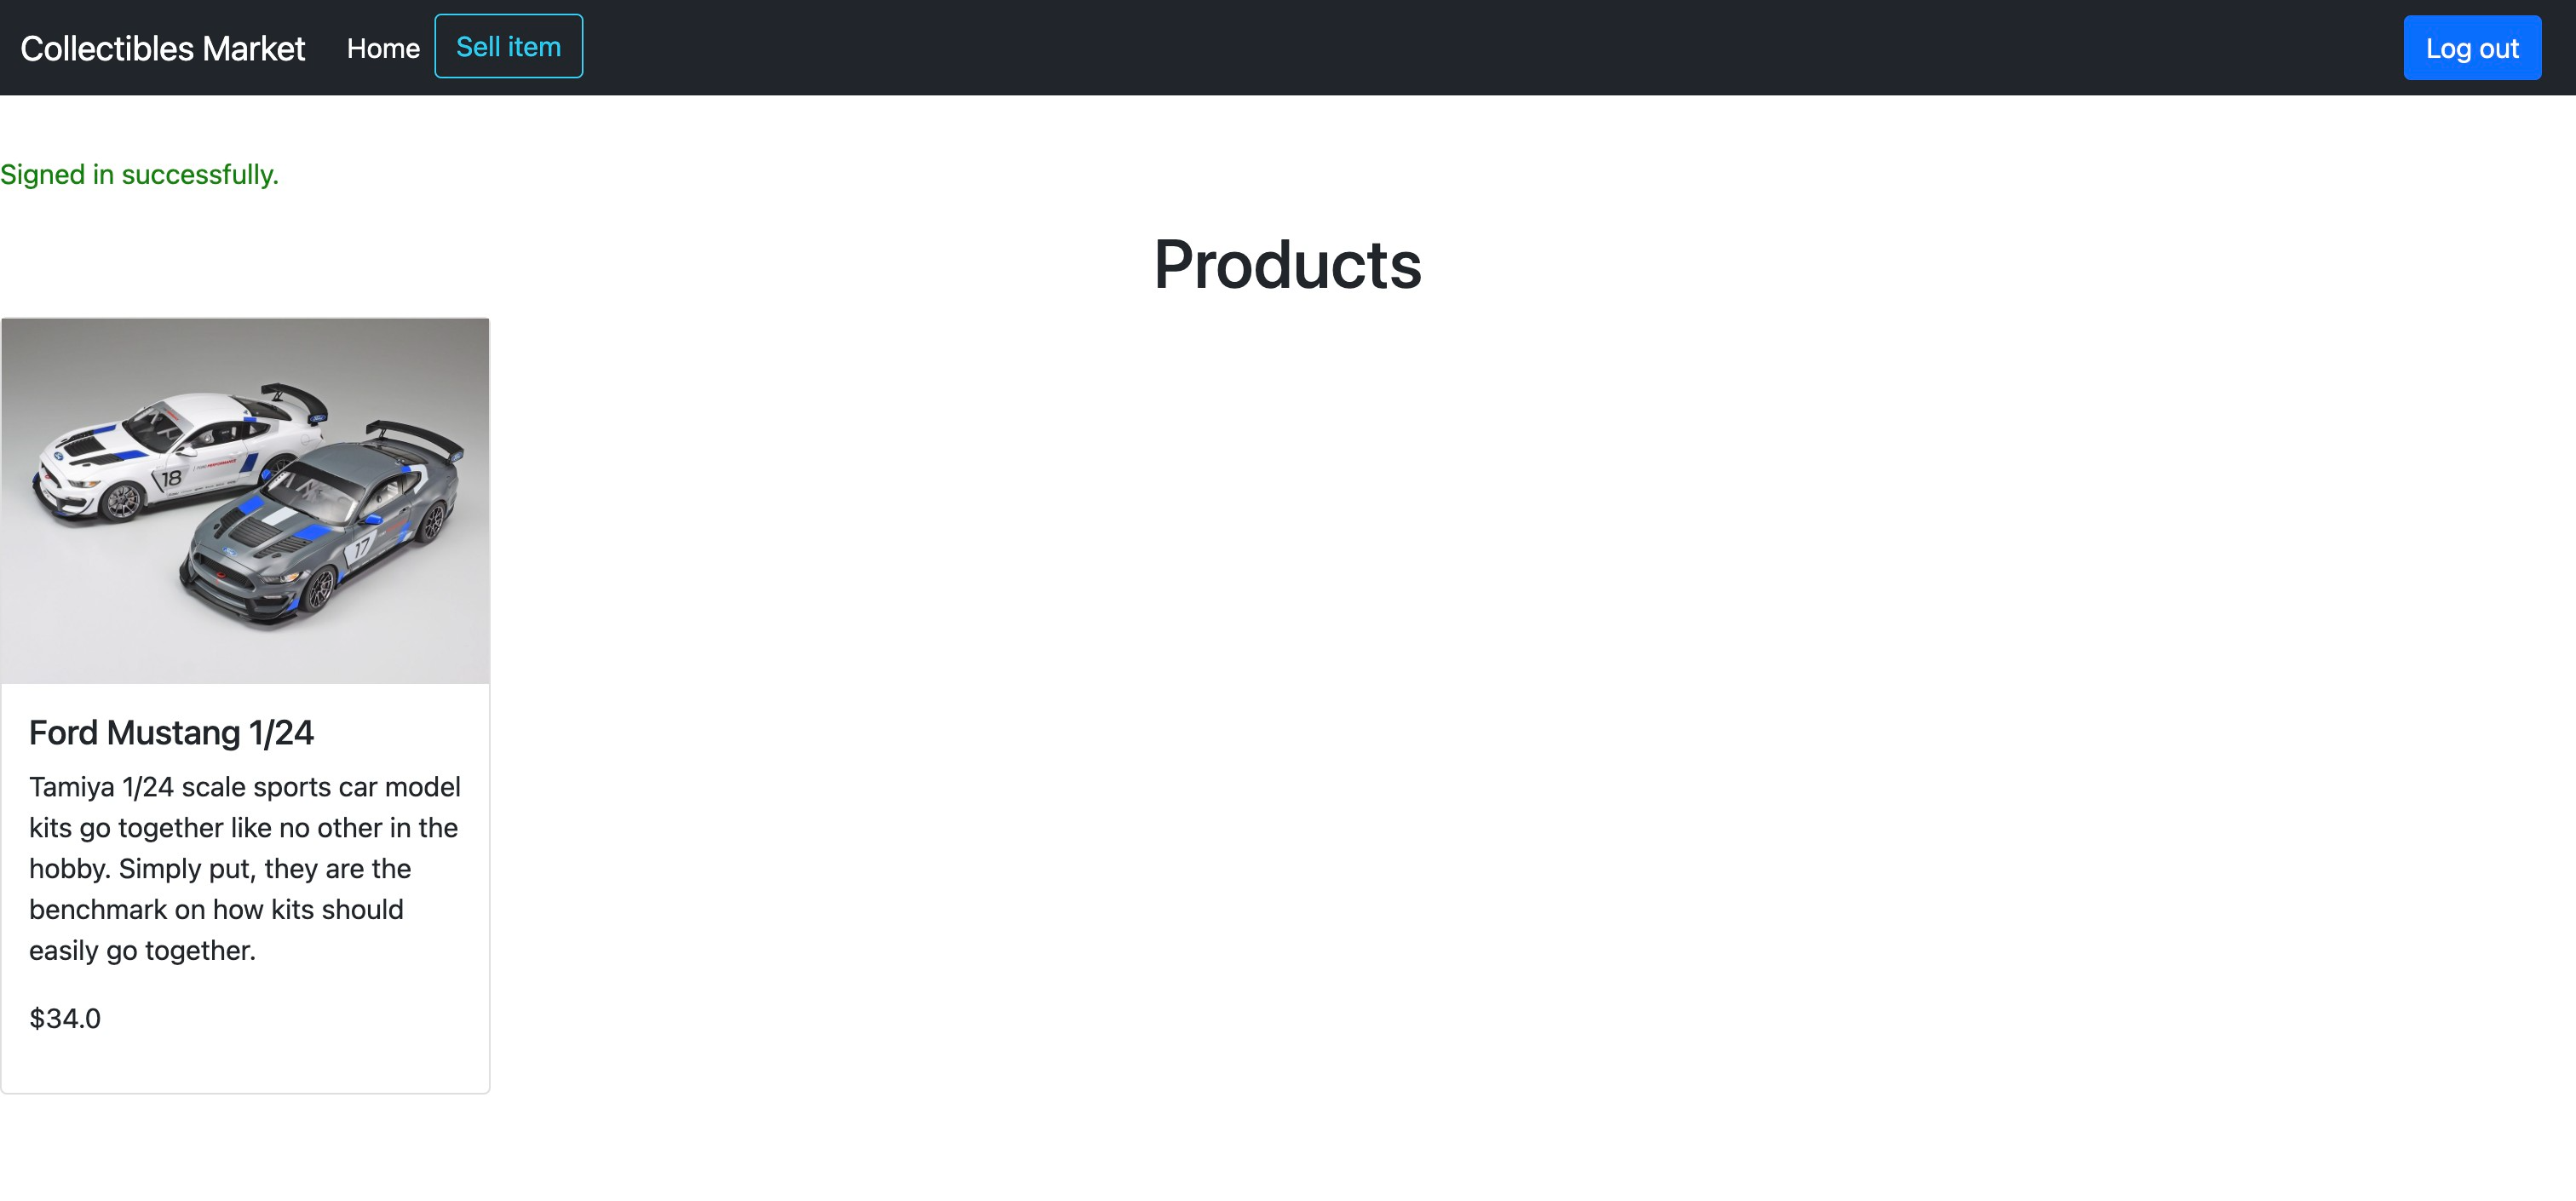 Collectibles Market Home Sell item Log out
Signed in successfully.
Products
18
17
Ford Mustang 1/24
Tamiya 1/24 scale sports car model
kits go together like no other in the
hobby. Simply put, they are the
benchmark on how kits should
easily go together.
$34.0